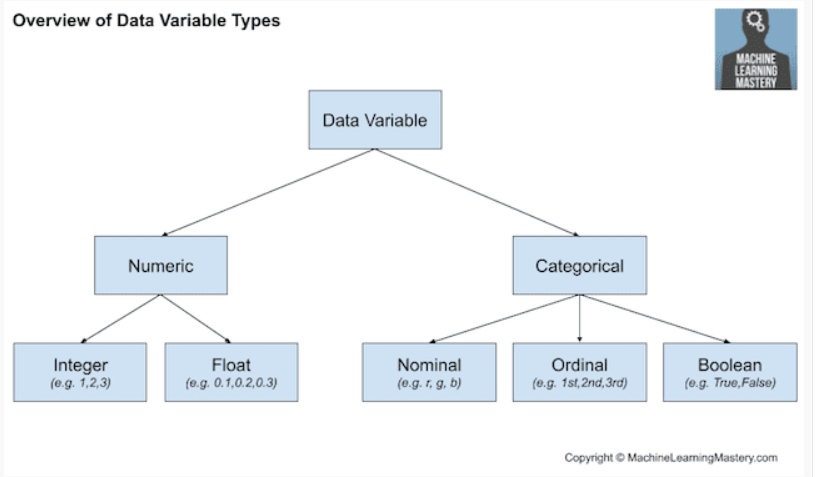 Overview of Data Variable Types
MACHINE
LEARNING
MASTERY
Data Variable
Numeric
Categorical
Integer
(e.g. 1,2,3)
Float
(e.g. 0.1,0.2,0.3)
Nominal
(e.g. r, g, b)
Ordinal
(e.g. 1st,2nd,3rd)
Boolean
(e.g. True,False)
Copyright © MachineLearningMastery.com